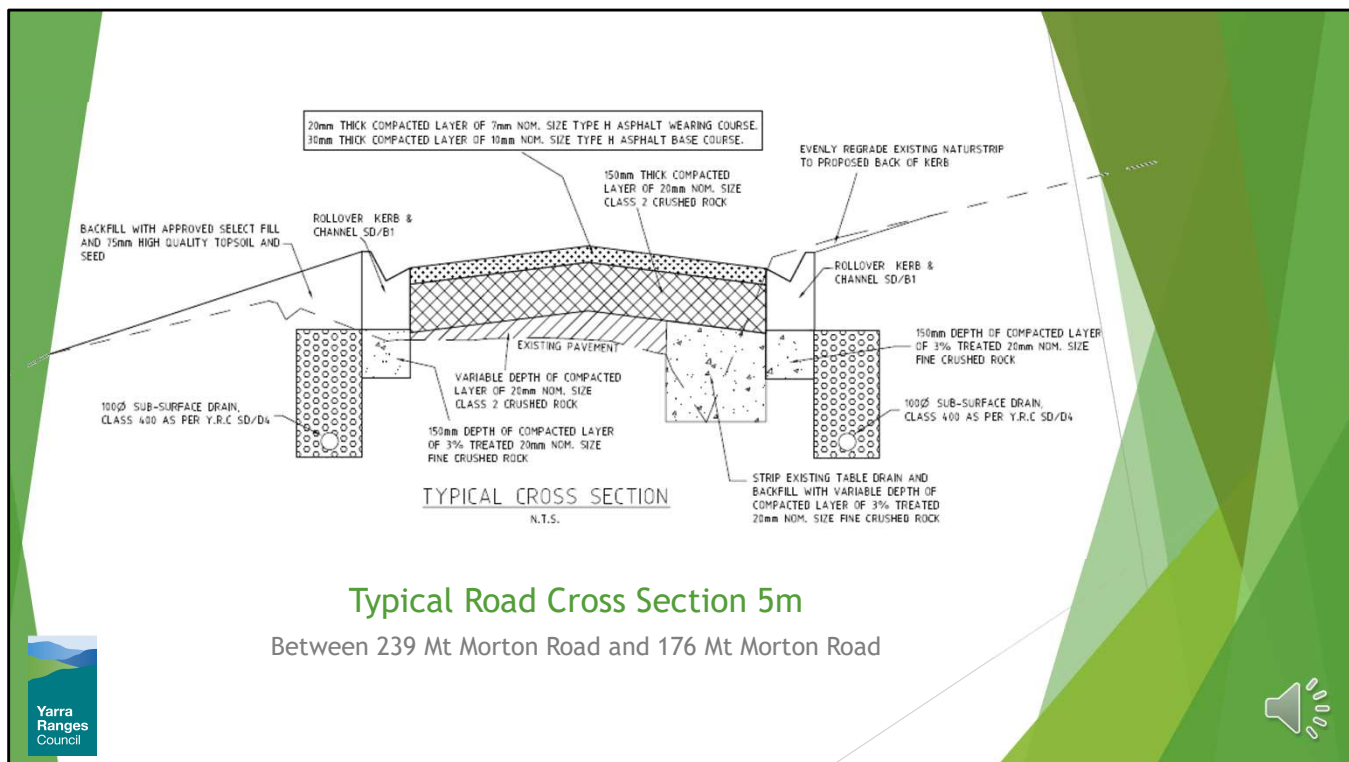 20mm THICK COMPACTED LAYER OF 7mm NOM. SIZE TYPE H ASPHALT WEARING COURSE.
30mm THICK COMPACTED LAYER OF 10mm NOM. SIZE TYPE H ASPHALT BASE COURSE.
EVENLY REGRADE EXISTING NATURSTRIP
TO PROPOSED BACK OF KERB
150mm THICK COMPACTED
LAYER OF 20mm NOM. SIZE
CLASS 2 CRUSHED ROCK
ROLLOVER KERB &
CHANNEL SD/B1
BACKFILL WITH APPROVED SELECT FILL
AND 75mm HIGH QUALITY TOPSOIL AND
SEED
ROLLOVER KERB &
CHANNEL SD/B1
150mm DEPTH OF COMPACTED LAYER
OF 3% TREATED 20mm NOM. SIZE
FINE CRUSHED ROCK
EXISTING PAVEMENT
VARIABLE DEPTH OF COMPACTED
LAYER OF 20mm NOM. SIZE
CLASS 2 CRUSHED ROCK
100Ø SUB-SURFACE DRAIN,
CLASS 400 AS PER Y.R.C SD/D4
100Ø SUB-SURFACE DRAIN,
CLASS 400 AS PER Y.R.C SD/D4
150mm DEPTH OF COMPACTED LAYER
OF 3% TREATED 20mm NOM. SIZE
FINE CRUSHED ROCK
STRIP EXISTING TABLE DRAIN AND
BACKFILL WITH VARIABLE DEPTH OF
COMPACTED LAYER OF 3% TREATED
20mm NOM. SIZE FINE CRUSHED ROCK
TYPICAL CROSS SECTION
N.T.S.
Typical Road Cross Section 5m
Between 239 Mt Morton Road and 176 Mt Morton Road
Yarra
Ranges
Council